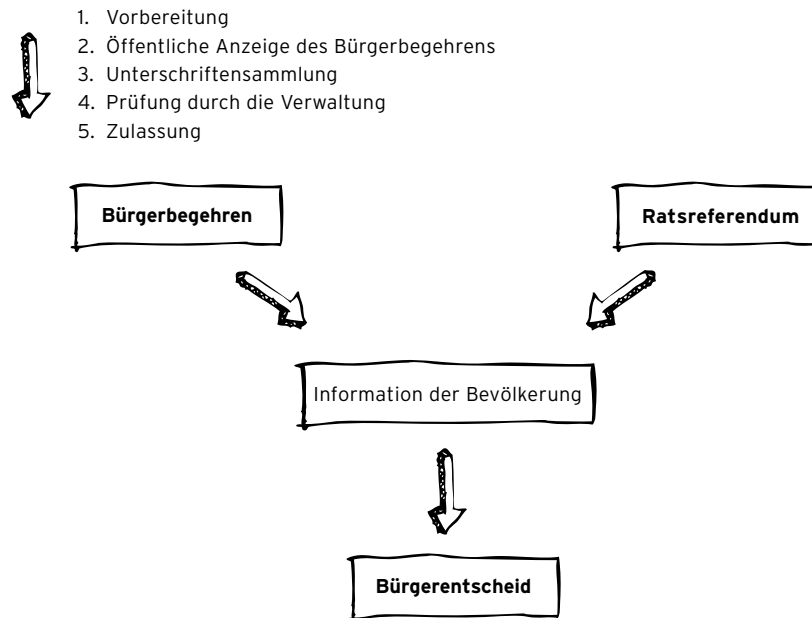 1. Vorbereitung
2. Öffentliche Anzeige des Bürgerbegehrens
3. Unterschriftensammlung
4. Prüfung durch die Verwaltung
5. Zulassung
Bürgerbegehren
Ratsreferendum
Information der Bevölkerung
Bürgerentscheid